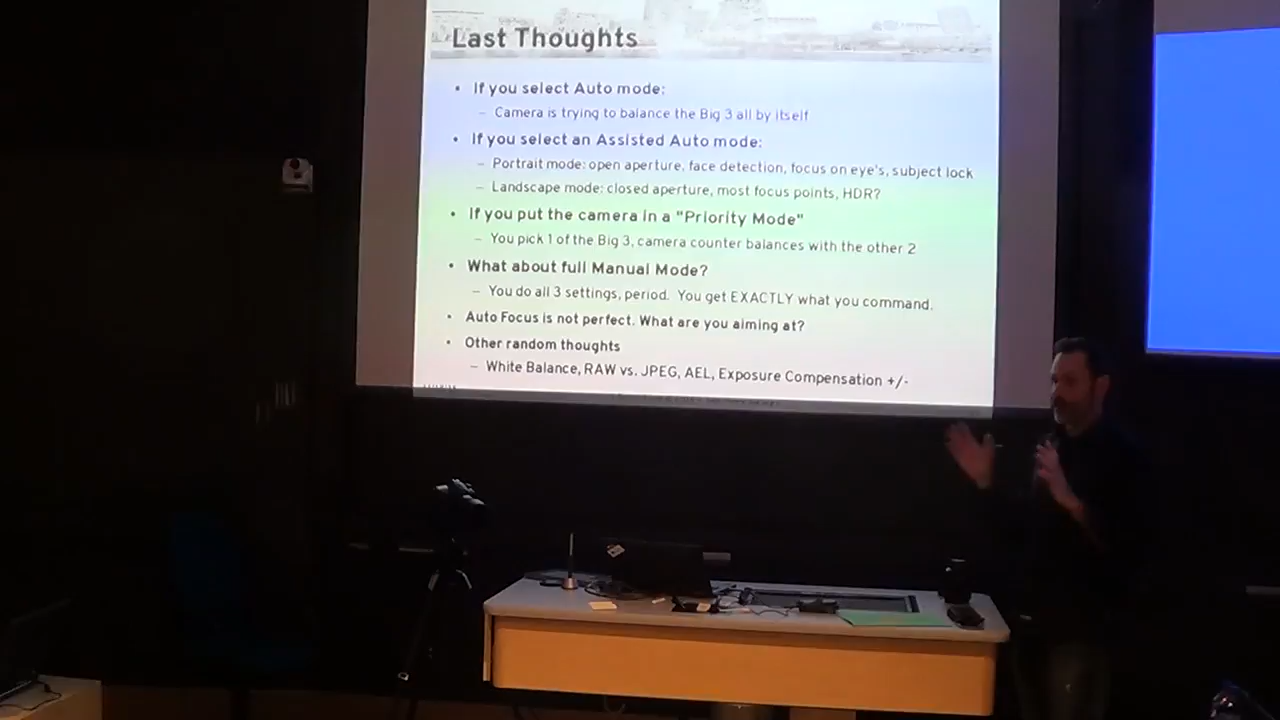 Last Thoughts
• If you select Auto mode:
– Camera is trying to balance the Big 3 all by itself
• If you select an Assisted Auto mode:
– Portrait mode: open aperture, face detection, focus on eye's, subject lock
– Landscape mode: closed aperture, most focus points, HDR?
• If you put the camera in a "Priority Mode"
– You pick 1 of the Big 3, camera counter balances with the other 2
• What about full Manual Mode?
– You do all 3 settings, period. You get EXACTLY what you command.
• Auto Focus is not perfect. What are you aiming at?
• Other random thoughts
– White Balance, RAW vs. JPEG, AEL, Exposure Compensation +/-